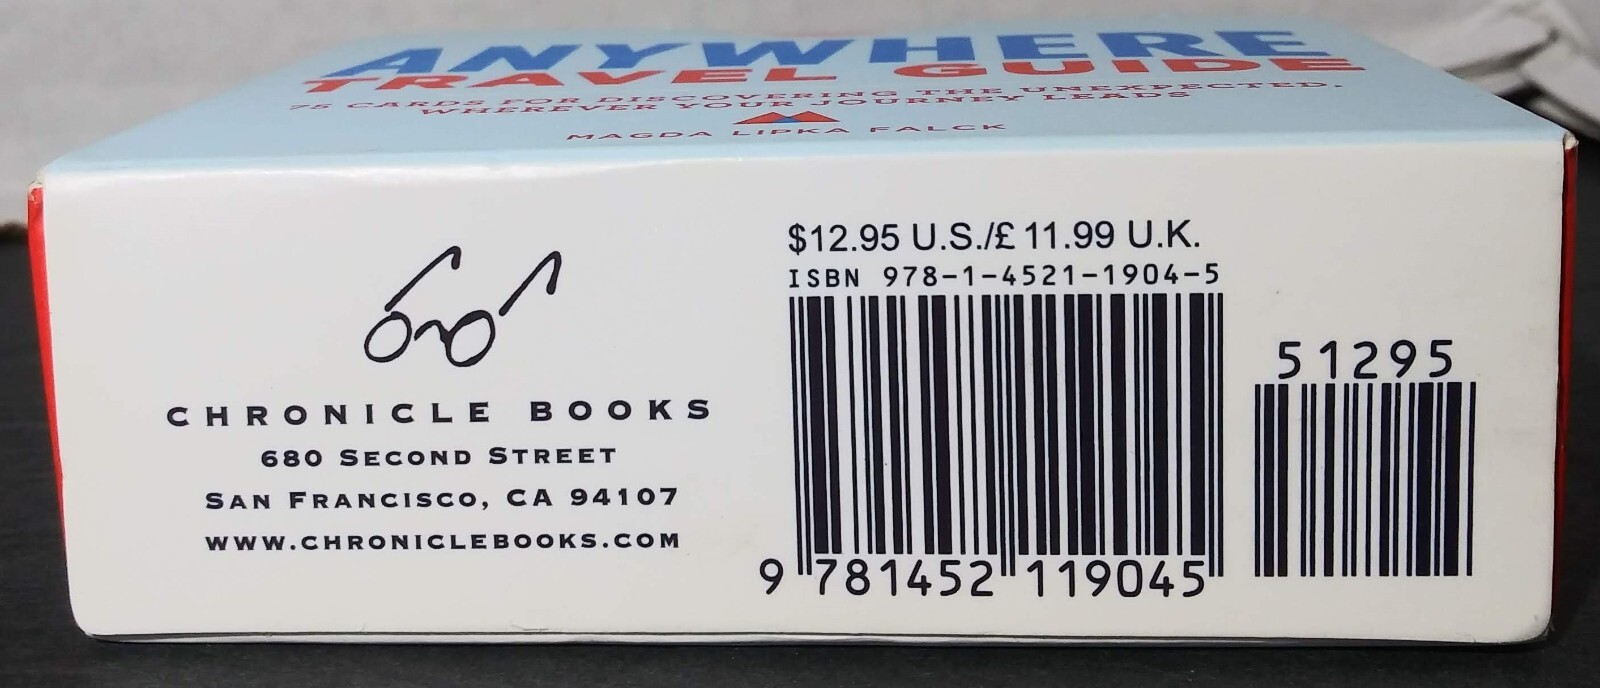 ANYWHERE
TRAVEL GUIDE
75 CARDS FOR DISCOVERING THE UNEXPECTED,
WHEREVER YOUR JOURNEY LEADS
MAGDA LIPKA FALCK
CHRONICLE BOOKS
680 SECOND STREET
SAN FRANCISCO, CA 94107
WWW.CHRONICLEBOOKS.COM
$12.95 U.S./£ 11.99 U.K.
ISBN 978-1-4521-1904-5
51295
9 781452 119045